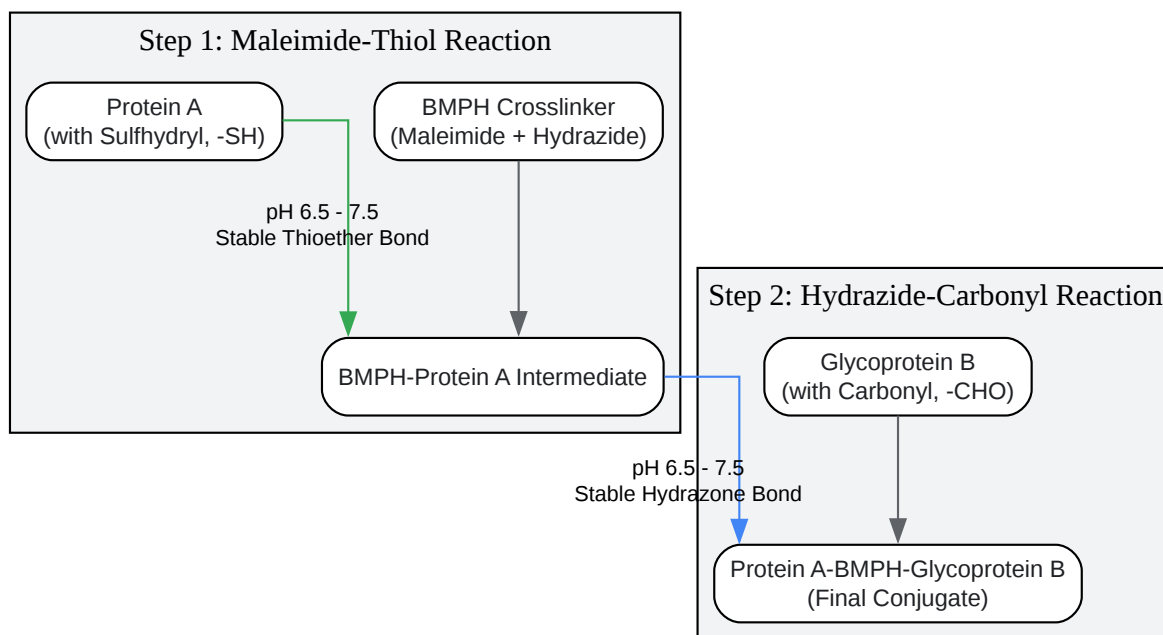 Step 1: Maleimide-Thiol Reaction
Protein A
(with Sulfhydryl, -SH)
BMPH Crosslinker
(Maleimide + Hydrazide)
pH 6.5 - 7.5
Stable Thioether Bond
BMPH-Protein A Intermediate
Step 2: Hydrazide-Carbonyl Reaction
Glycoprotein B
(with Carbonyl, -CHO)
pH 6.5 - 7.5
Stable Hydrazone Bond
Protein A-BMPH-Glycoprotein B
(Final Conjugate)